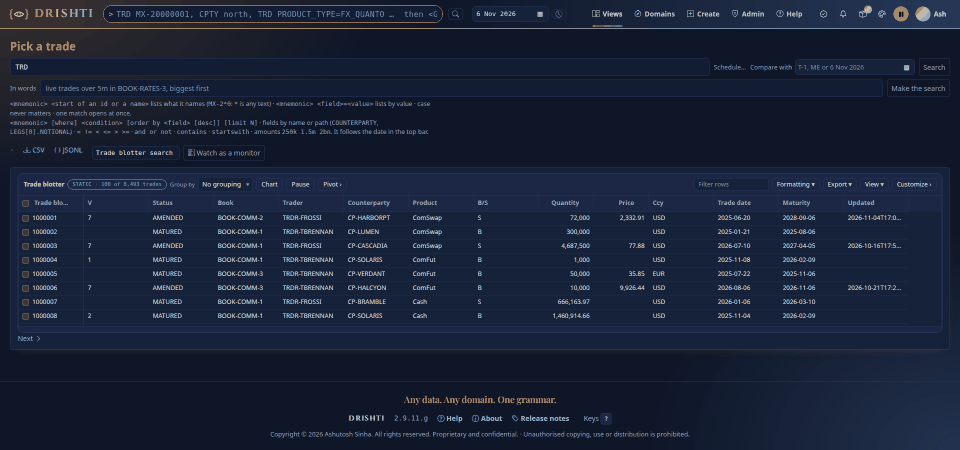 {<o>} DRISHTI
> TRD MX-20000001, CPTY north, TRD PRODUCT_TYPE=FX_QUANTO … then <G
6 Nov 2026
Views
Domains
Create
Admin
Help
Ash
Pick a trade
TRD
Schedule...
Compare with
T-1, ME or 6 Nov 2026
Search
In words
live trades over 5m in BOOK-RATES-3, biggest first
Make the search
<mnemonic> <start of an id or a name> lists what it names (MX-2*6: * is any text) · <mnemonic> <field>=<value> lists by value · case
never matters · one match opens at once.
<mnemonic> [where] <condition> [order by <field> [desc]] [limit N] · fields by name or path (COUNTERPARTY,
LEGS[0].NOTIONAL) · = != < <= > >= · and or not · contains · startswith · amounts 250k 1.5m 2bn. It follows the date in the top bar.
CSV
{} JSONL
Trade blotter search
Watch as a monitor
Trade blotter
STATIC · 100 of 8,493 trades
Group by
No grouping
Chart
Pause
Pivot ›
Filter rows
Formatting ▾
Export ▾
View ▾
Customize ›
Trade blo... V Status Book Trader Counterparty Product B/S Quantity Price Ccy Trade date Maturity Updated
1000001 7 AMENDED BOOK-COMM-2 TRDR-FROSSI CP-HARBORPT ComSwap S 72,000 2,332.91 USD 2025-06-20 2028-09-06 2026-11-04T17:0...
1000002 MATURED BOOK-COMM-1 TRDR-TBRENNAN CP-LUMEN ComSwap B 300,000 USD 2025-01-21 2025-08-06
1000003 7 AMENDED BOOK-COMM-1 TRDR-FROSSI CP-CASCADIA ComSwap S 4,687,500 77.88 USD 2026-07-10 2027-04-05 2026-10-16T17:5...
1000004 1 MATURED BOOK-COMM-1 TRDR-TBRENNAN CP-SOLARIS ComFut B 1,000 USD 2025-11-08 2026-02-09
1000005 MATURED BOOK-COMM-3 TRDR-TBRENNAN CP-VERDANT ComFut B 50,000 35.85 EUR 2025-07-22 2025-11-06
1000006 7 AMENDED BOOK-COMM-3 TRDR-TBRENNAN CP-HALCYON ComFut B 10,000 9,926.44 USD 2026-08-06 2026-11-06 2026-10-21T17:2...
1000007 MATURED BOOK-COMM-1 TRDR-FROSSI CP-BRAMBLE Cash S 666,163.97 USD 2026-01-06 2026-03-10
1000008 2 MATURED BOOK-COMM-1 TRDR-TBRENNAN CP-SOLARIS Cash B 1,460,914.66 USD 2025-11-04 2026-02-09
Next ›
Any data. Any domain. One grammar.
DRISHTI 2.9.11.g Help About Release notes Keys ?
Copyright © 2026 Ashutosh Sinha. All rights reserved. Proprietary and confidential. · Unauthorised copying, use or distribution is prohibited.